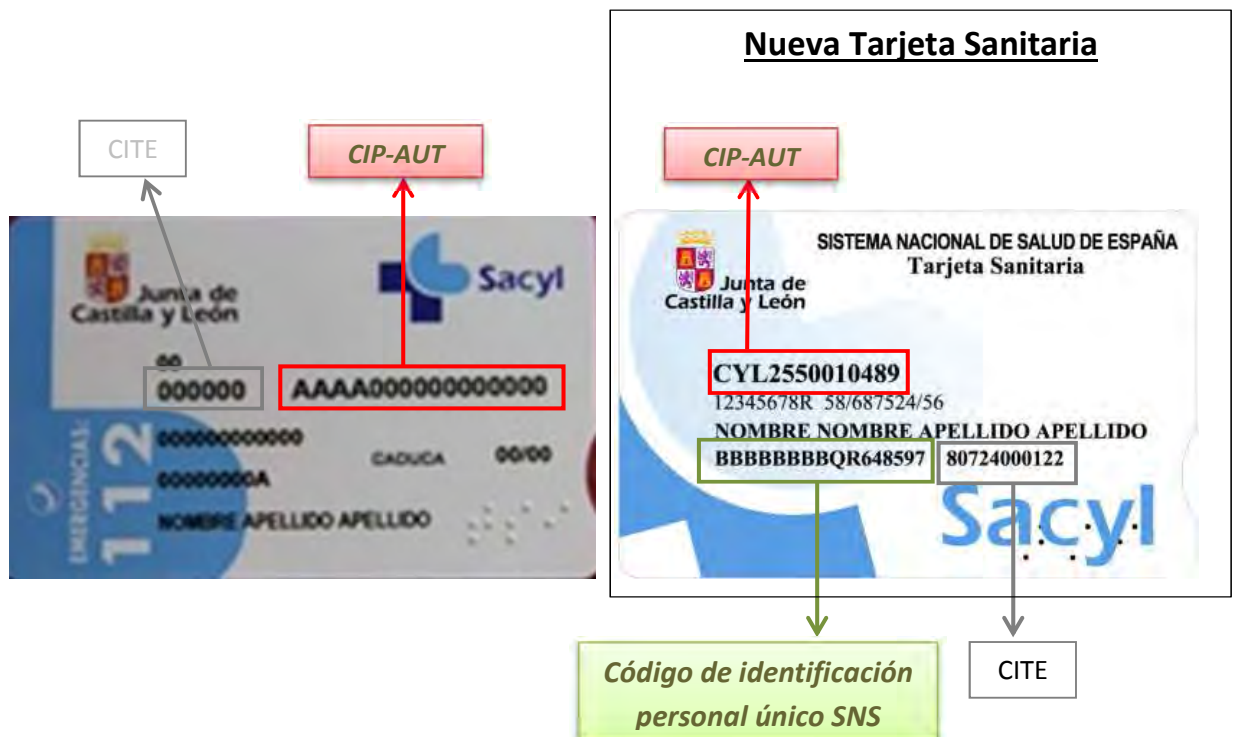 Nueva Tarjeta Sanitaria
CITE
CIP-AUT
CIP-AUT
Junta de
Castilla y León
Sacyl
00
000000 AAAA000000000000
000000000000
CADUCA 00/00
00000000A
NOMBRE APELLIDO APELLIDO
EMERGENCIAS:
112
SISTEMA NACIONAL DE SALUD DE ESPAÑA
Tarjeta Sanitaria
Junta de
Castilla y León
CYL2550010489
12345678R 58/687524/56
NOMBRE NOMBRE APELLIDO APELLIDO
BBBBBBBBQR648597 80724000122
Sacyl
Código de identificación
personal único SNS
CITE